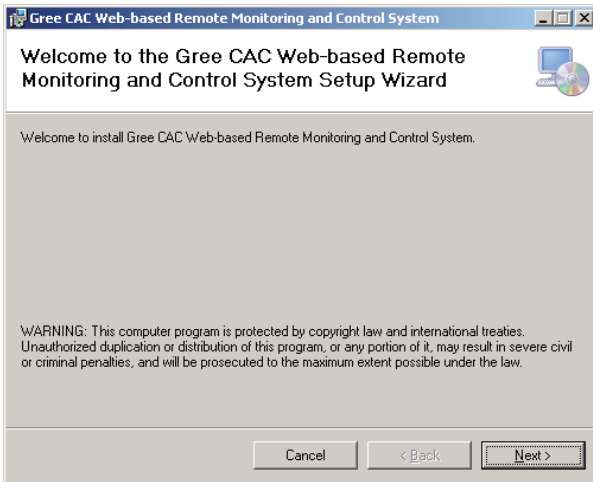 Gree CAC Web-based Remote Monitoring and Control System
Welcome to the Gree CAC Web-based Remote
Monitoring and Control System Setup Wizard
Welcome to install Gree CAC Web-based Remote Monitoring and Control System.
WARNING: This computer program is protected by copyright law and international treaties.
Unauthorized duplication or distribution of this program, or any portion of it, may result in severe civil
or criminal penalties, and will be prosecuted to the maximum extent possible under the law.
Cancel < Back Next >